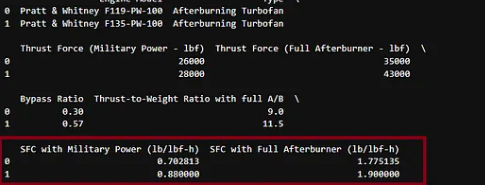 Engine Model Type \
0 Pratt & Whitney F119-PW-100 Afterburning Turbofan
1 Pratt & Whitney F135-PW-100 Afterburning Turbofan
Thrust Force (Military Power - lbf) Thrust Force (Full Afterburner - lbf) \
0 26000 35000
1 28000 43000
Bypass Ratio Thrust-to-Weight Ratio with full A/B \
0 0.30 9.0
1 0.57 11.5
SFC with Military Power (lb/lbf-h) SFC with Full Afterburner (lb/lbf-h)
0 0.702813 1.775135
1 0.880000 1.900000